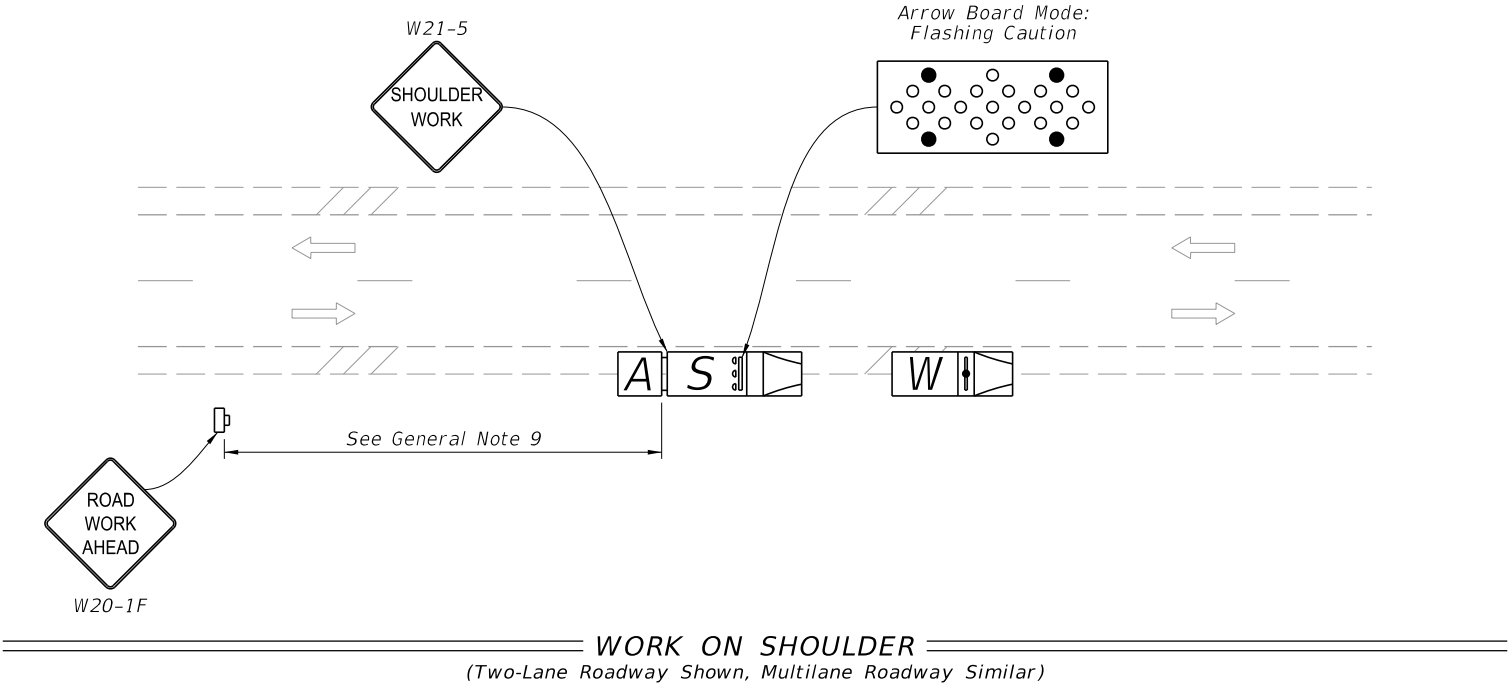 W21-5
SHOULDER
WORK
Arrow Board Mode:
Flashing Caution
A
S
W
See General Note 9
ROAD
WORK
AHEAD
W20-1F
WORK ON SHOULDER
(Two-Lane Roadway Shown, Multilane Roadway Similar)